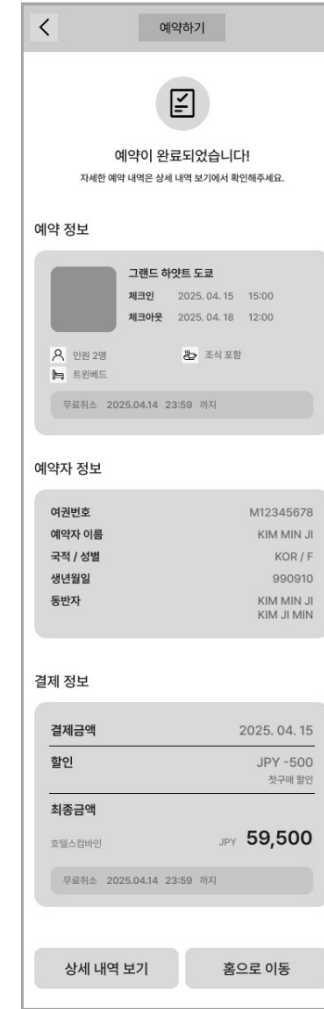 예약하기
예약이 완료되었습니다!
자세한 예약 내역은 상세 내역 보기에서 확인해주세요.
예약 정보
그랜드 하얏트 도쿄
체크인 2025. 04. 15 15:00
체크아웃 2025. 04. 18 12:00
인원 2명 조식 포함
트윈베드
무료취소 2025.04.14 23:59 까지
예약자 정보
여권번호 M12345678
예약자 이름 KIM MIN JI
국적 / 성별 KOR / F
생년월일 990910
동반자 KIM MIN JI
KIM JI MIN
결제 정보
결제금액 2025. 04. 15
할인 JPY -500
첫구매 할인
최종금액
호텔스컴바인 JPY 59,500
무료취소 2025.04.14 23:59 까지
상세 내역 보기 홈으로 이동